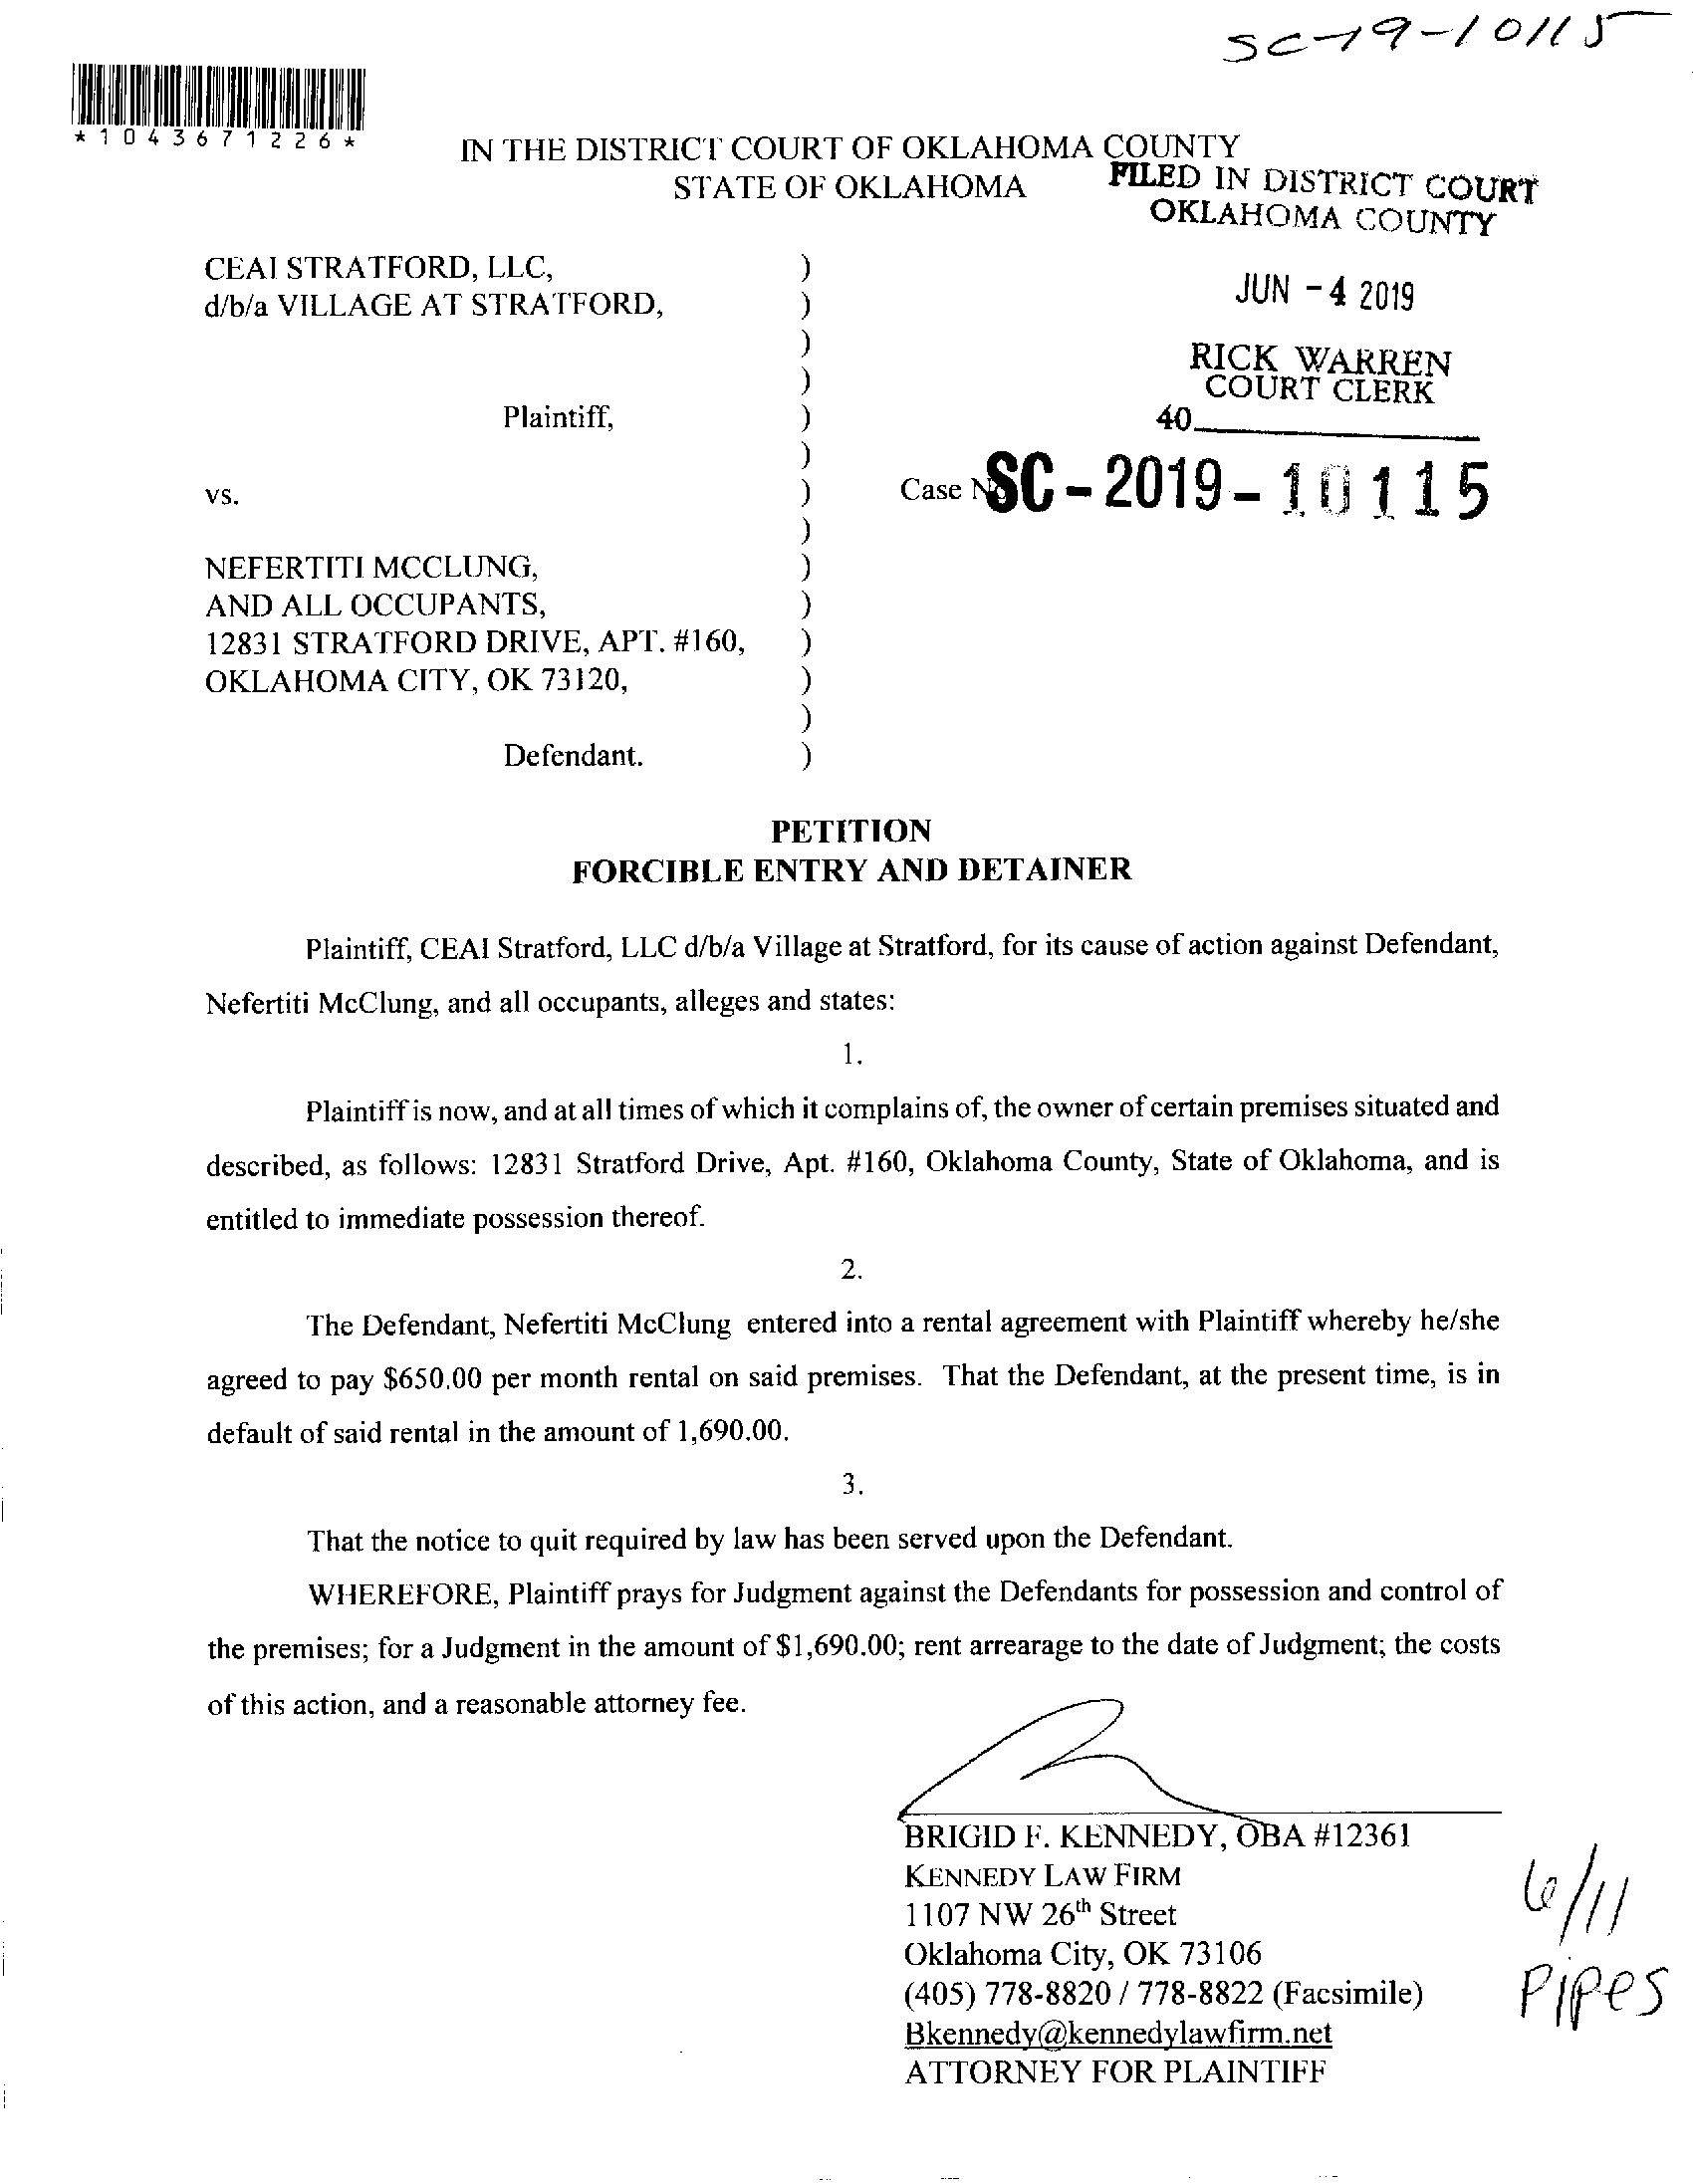 SC-19-10115
*1043671226*
IN THE DISTRICT COURT OF OKLAHOMA COUNTY
STATE OF OKLAHOMA
FILED IN DISTRICT COURT
OKLAHOMA COUNTY
CEAI STRATFORD, LLC, )
d/b/a VILLAGE AT STRATFORD, )
JUN -4 2019
)
RICK WARREN
)
COURT CLERK
Plaintiff, )
40
)
vs. )
Case No. SC-2019-10115
)
NEFERTITI MCCLUNG, )
AND ALL OCCUPANTS, )
12831 STRATFORD DRIVE, APT. #160, )
OKLAHOMA CITY, OK 73120, )
)
Defendant. )
PETITION
FORCIBLE ENTRY AND DETAINER
Plaintiff, CEAI Stratford, LLC d/b/a Village at Stratford, for its cause of action against Defendant,
Nefertiti McClung, and all occupants, alleges and states:
1.
Plaintiff is now, and at all times of which it complains of, the owner of certain premises situated and
described, as follows: 12831 Stratford Drive, Apt. #160, Oklahoma County, State of Oklahoma, and is
entitled to immediate possession thereof.
2.
The Defendant, Nefertiti McClung entered into a rental agreement with Plaintiff whereby he/she
agreed to pay $650.00 per month rental on said premises. That the Defendant, at the present time, is in
default of said rental in the amount of 1,690.00.
3.
That the notice to quit required by law has been served upon the Defendant.
WHEREFORE, Plaintiff prays for Judgment against the Defendants for possession and control of
the premises; for a Judgment in the amount of $1,690.00; rent arrearage to the date of Judgment; the costs
of this action, and a reasonable attorney fee.
BRIGID F. KENNEDY, OBA #12361
KENNEDY LAW FIRM
1107 NW 26th Street
Oklahoma City, OK 73106
(405) 778-8820 / 778-8822 (Facsimile)
Bkennedy@kennedylawfirm.net
ATTORNEY FOR PLAINTIFF
6/11
Pipes